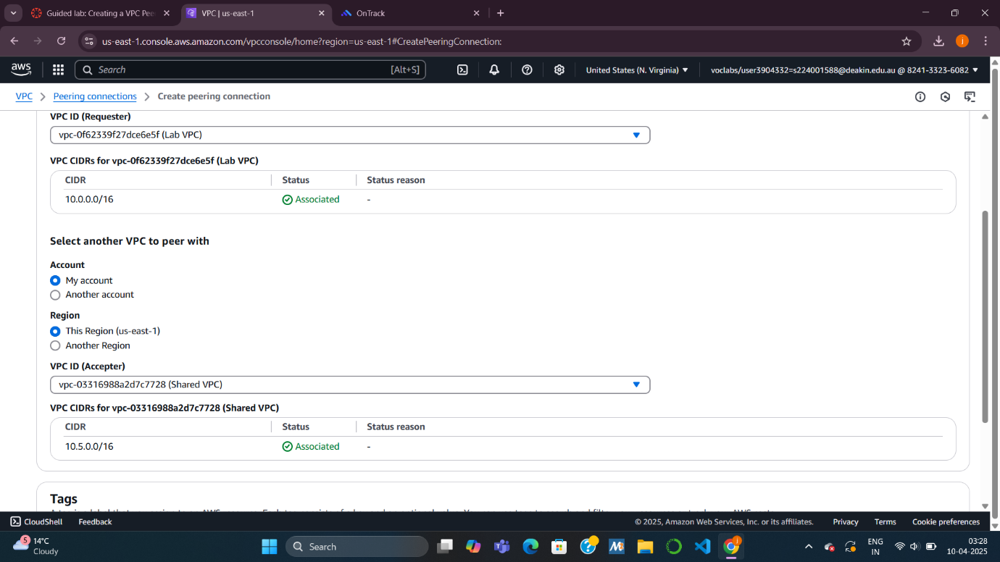 Guided lab: Creating a VPC Pee
VPC | us-east-1
OnTrack
us-east-1.console.aws.amazon.com/vpcconsole/home?region=us-east-1#CreatePeeringConnection:
j
aws
Search
[Alt+S]
United States (N. Virginia)
voclabs/user3904332=s224001588@deakin.edu.au @ 8241-3323-6082
VPC
Peering connections
Create peering connection
VPC ID (Requester)
vpc-0f62339f27dce6e5f (Lab VPC)
VPC CIDRs for vpc-0f62339f27dce6e5f (Lab VPC)
CIDR Status Status reason
10.0.0.0/16 Associated -
Select another VPC to peer with
Account
My account
Another account
Region
This Region (us-east-1)
Another Region
VPC ID (Accepter)
vpc-03316988a2d7c7728 (Shared VPC)
VPC CIDRs for vpc-03316988a2d7c7728 (Shared VPC)
CIDR Status Status reason
10.5.0.0/16 Associated -
Tags
CloudShell
Feedback
© 2025, Amazon Web Services, Inc. or its affiliates.
Privacy
Terms
Cookie preferences
5
14°C
Cloudy
Search
ENG
IN
03:28
10-04-2025